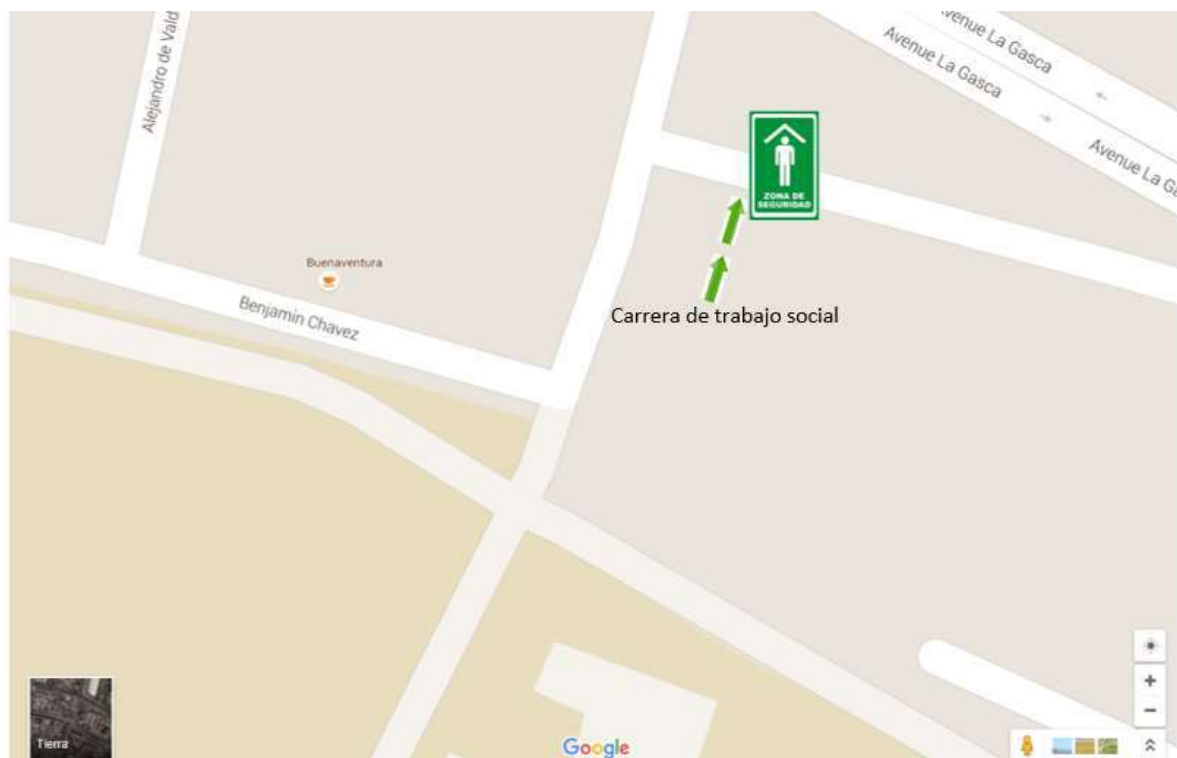 Alejandro de Vald
Avenue La Gasca
Avenue La Gasca
Avenue La Ga
ZONA DE
SEGURIDAD
Buenaventura
Benjamin Chavez
Carrera de trabajo social
Tierra
Google